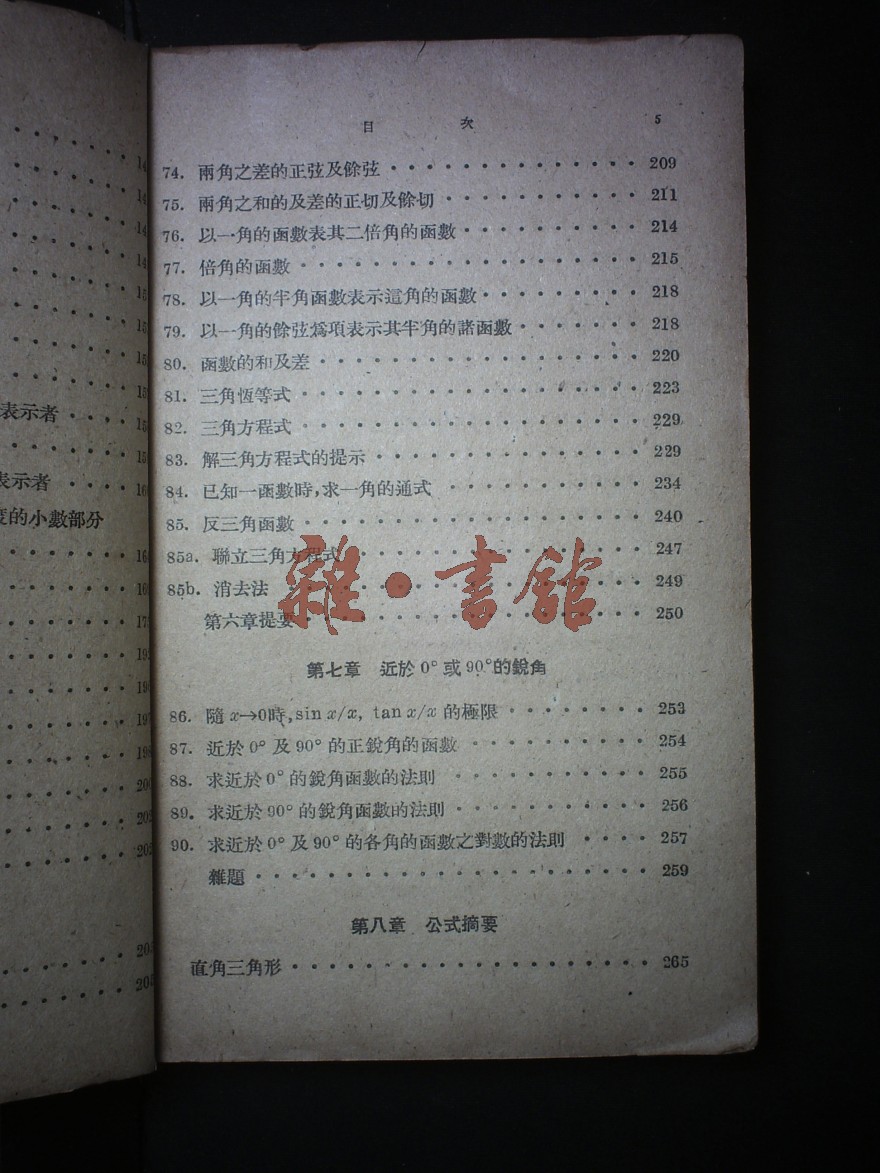 目 次 5
74. 兩角之差的正弦及餘弦 209
75. 兩角之和的及差的正切及餘切 211
76. 以一角的函數表其二倍角的函數 214
77. 倍角的函數 215
78. 以一角的半角函數表示這角的函數 218
79. 以一角的餘弦爲項表示其半角的諸函數 218
80. 函數的和及差 220
81. 三角恆等式 223
82. 三角方程式 229
83. 解三角方程式的提示 229
84. 已知一函數時,求一角的通式 234
85. 反三角函數 240
85a. 聯立三角方程式 247
85b. 消去法 249
第六章提要 250
雜·書館
第七章 近於 0° 或 90° 的銳角
86. 隨 x→0時, sin x/x, tan x/x 的極限 253
87. 近於 0° 及 90° 的正銳角的函數 254
88. 求近於 0° 的銳角函數的法則 255
89. 求近於 90° 的銳角函數的法則 256
90. 求近於 0° 及 90° 的各角的函數之對數的法則 257
雜題 259
第八章 公式摘要
直角三角形 265
表示者
表示者
度的小數部分